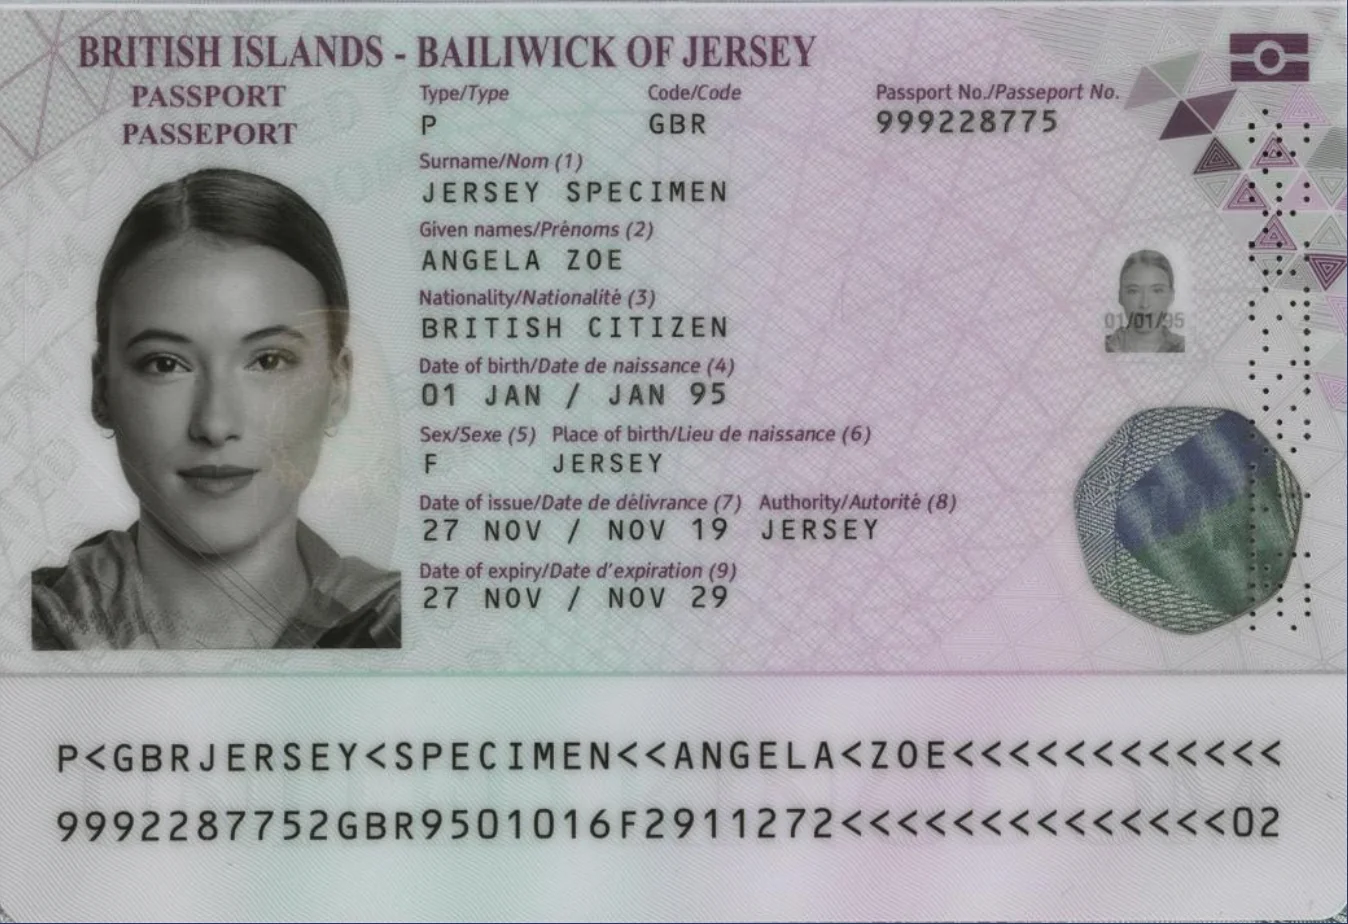 BRITISH ISLANDS - BAILIWICK OF JERSEY
PASSPORT
PASSEPORT
Type/Type Code/Code Passport No./Passeport No.
P GBR 999228775
Surname/Nom (1)
JERSEY SPECIMEN
Given names/Prénoms (2)
ANGELA ZOE
Nationality/Nationalité (3)
BRITISH CITIZEN
01/01/95
Date of birth/Date de naissance (4)
01 JAN / JAN 95
Sex/Sexe (5) Place of birth/Lieu de naissance (6)
F JERSEY
Date of issue/Date de délivrance (7) Authority/Autorité (8)
27 NOV / NOV 19 JERSEY
Date of expiry/Date d'expiration (9)
27 NOV / NOV 29
P<GBRJERSEY<SPECIMEN<<ANGELA<ZOE<<<<<<<<<<<<
9992287752GBR9501016F2911272<<<<<<<<<<<<<<02